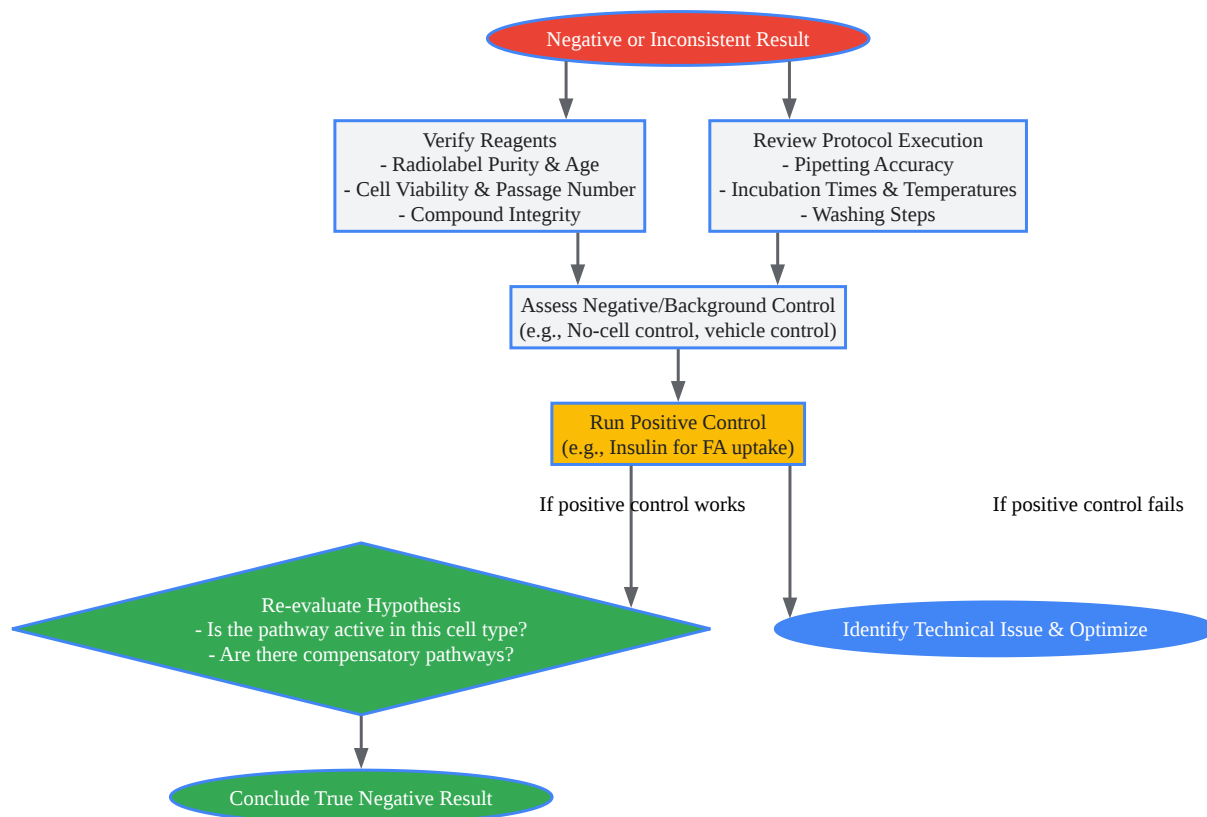 Negative or Inconsistent Result
Verify Reagents
- Radiolabel Purity & Age
- Cell Viability & Passage Number
- Compound Integrity
Review Protocol Execution
- Pipetting Accuracy
- Incubation Times & Temperatures
- Washing Steps
Assess Negative/Background Control
(e.g., No-cell control, vehicle control)
Run Positive Control
(e.g., Insulin for FA uptake)
If positive control works
If positive control fails
Re-evaluate Hypothesis
- Is the pathway active in this cell type?
- Are there compensatory pathways?
Identify Technical Issue & Optimize
Conclude True Negative Result